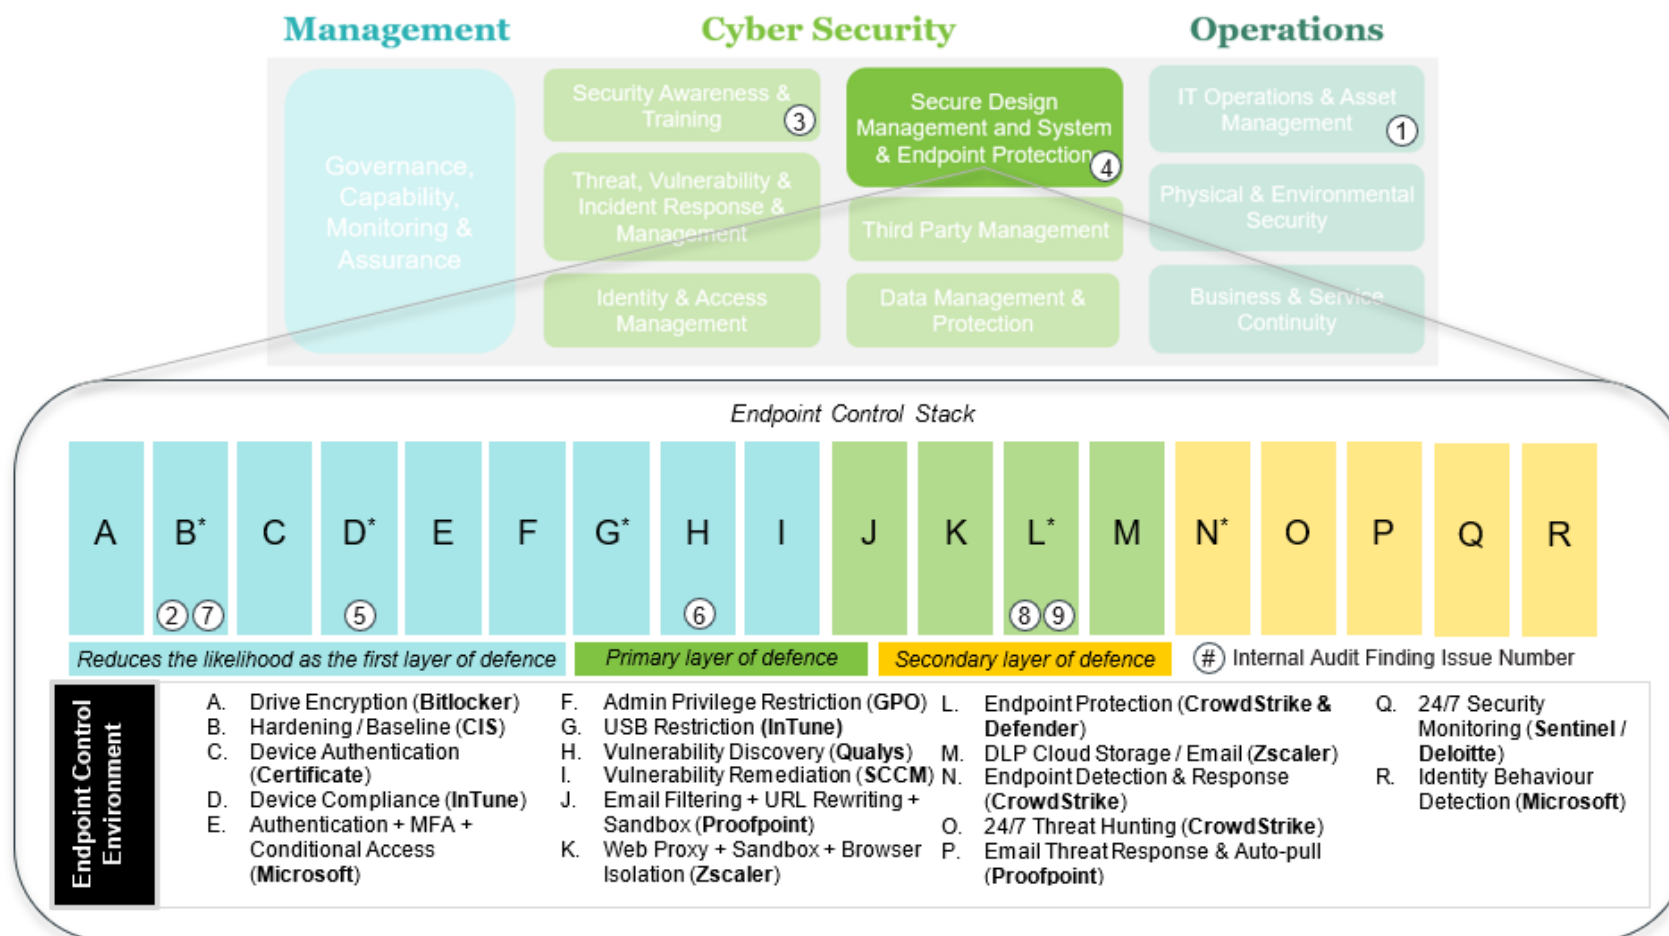 Management
Cyber Security
Operations
Governance,
Capability,
Monitoring &
Assurance
Security Awareness &
Training
3
Threat, Vulnerability &
Incident Response &
Management
Identity & Access
Management
Secure Design
Management and System
& Endpoint Protection
4
Third Party Management
Data Management &
Protection
IT Operations & Asset
Management
1
Physical & Environmental
Security
Business & Service
Continuity
Endpoint Control Stack
A B* C D* E F G* H I J K L* M N* O P Q R
2 7 5 6 8 9
Reduces the likelihood as the first layer of defence
Primary layer of defence
Secondary layer of defence
# Internal Audit Finding Issue Number
Endpoint Control
Environment
A. Drive Encryption (Bitlocker)
B. Hardening / Baseline (CIS)
C. Device Authentication
(Certificate)
D. Device Compliance (InTune)
E. Authentication + MFA +
Conditional Access
(Microsoft)
F. Admin Privilege Restriction (GPO)
G. USB Restriction (InTune)
H. Vulnerability Discovery (Qualys)
I. Vulnerability Remediation (SCCM)
J. Email Filtering + URL Rewriting +
Sandbox (Proofpoint)
K. Web Proxy + Sandbox + Browser
Isolation (Zscaler)
L. Endpoint Protection (CrowdStrike &
Defender)
M. DLP Cloud Storage / Email (Zscaler)
N. Endpoint Detection & Response
(CrowdStrike)
O. 24/7 Threat Hunting (CrowdStrike)
P. Email Threat Response & Auto-pull
(Proofpoint)
Q. 24/7 Security
Monitoring (Sentinel /
Deloitte)
R. Identity Behaviour
Detection (Microsoft)